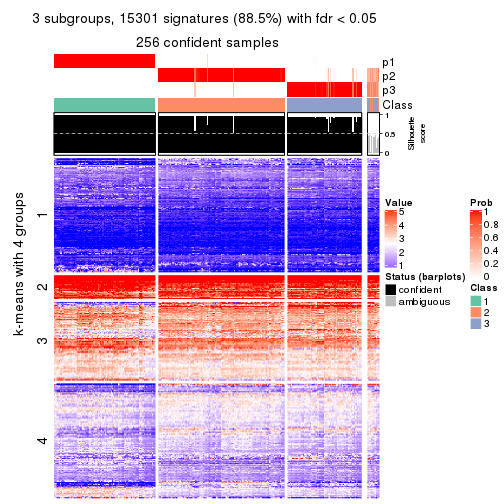 3 subgroups, 15301 signatures (88.5%) with fdr < 0.05
256 confident samples
p1
p2
p3
Class
1
0.5
0
Silhouette
score
k-means with 4 groups
1
2
3
4
Value
5
4
3
2
1
Status (barplots)
confident
ambiguous
Prob
1
0.8
0.6
0.4
0.2
0
Class
1
2
3